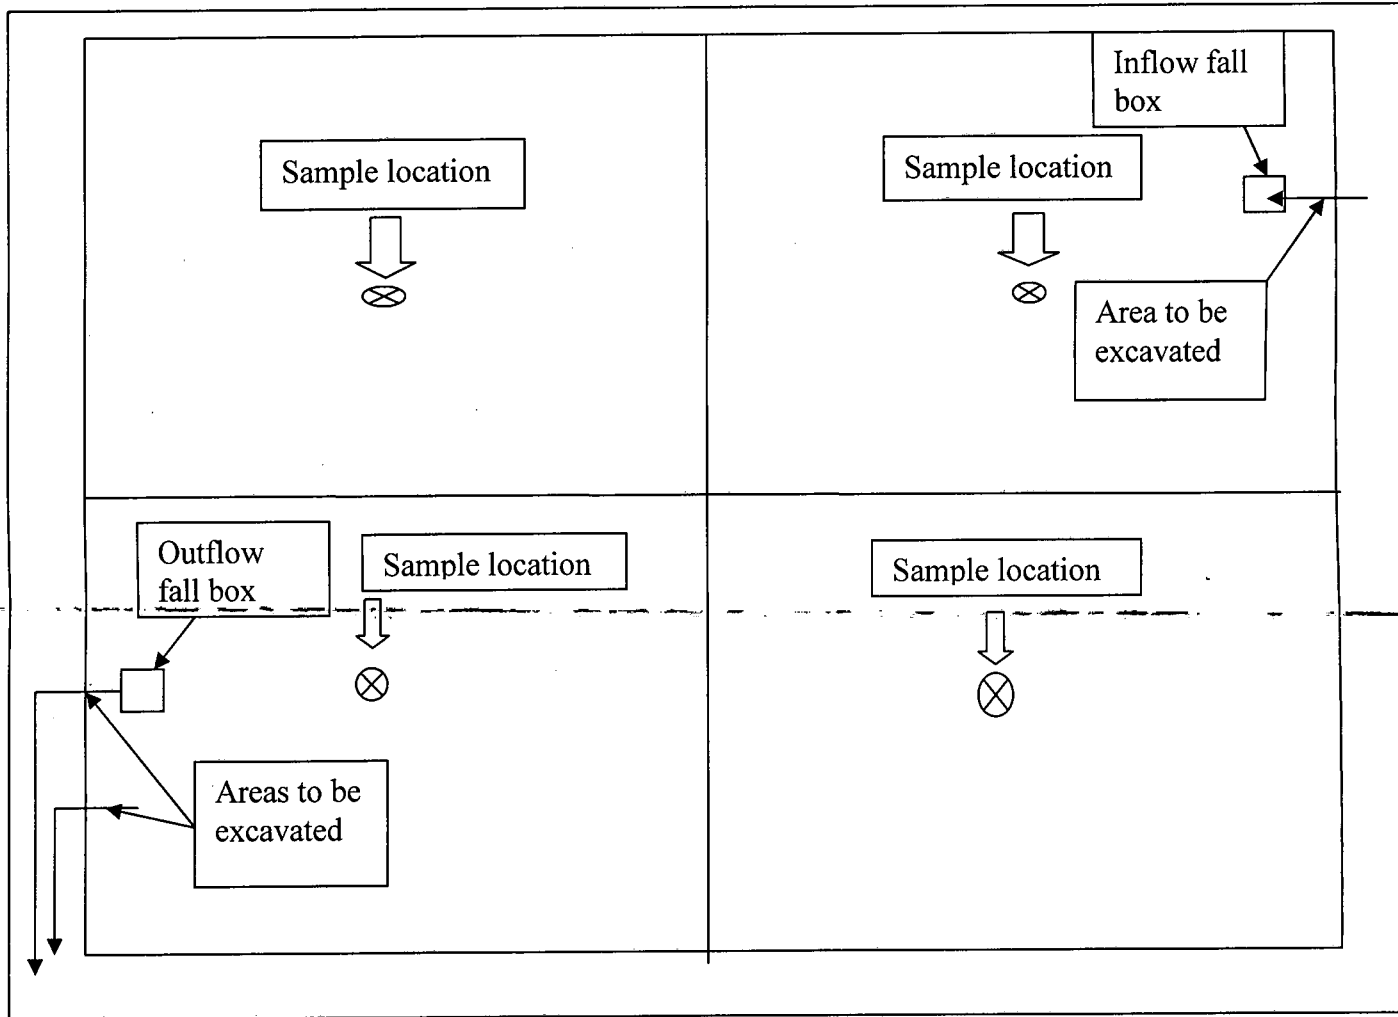 Inflow fall
box
Sample location
Sample location
Area to be
excavated
Outflow
fall box
Sample location
Sample location
Areas to be
excavated